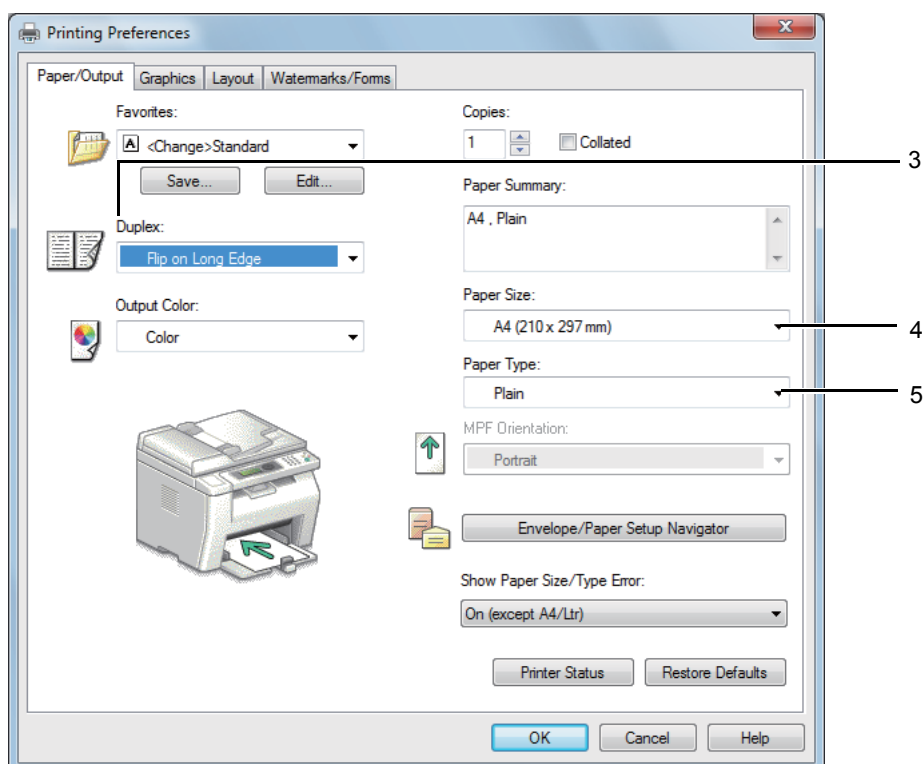 Printing Preferences
Paper/Output Graphics Layout Watermarks/Forms
Favorites:
A <Change>Standard
Save... Edit...
Duplex:
Flip on Long Edge
Output Color:
Color
Copies:
1 Collated
3
Paper Summary:
A4 , Plain
Paper Size:
A4 (210 x 297 mm)
4
Paper Type:
Plain
5
MPF Orientation:
Portrait
Envelope/Paper Setup Navigator
Show Paper Size/Type Error:
On (except A4/Ltr)
Printer Status Restore Defaults
OK Cancel Help